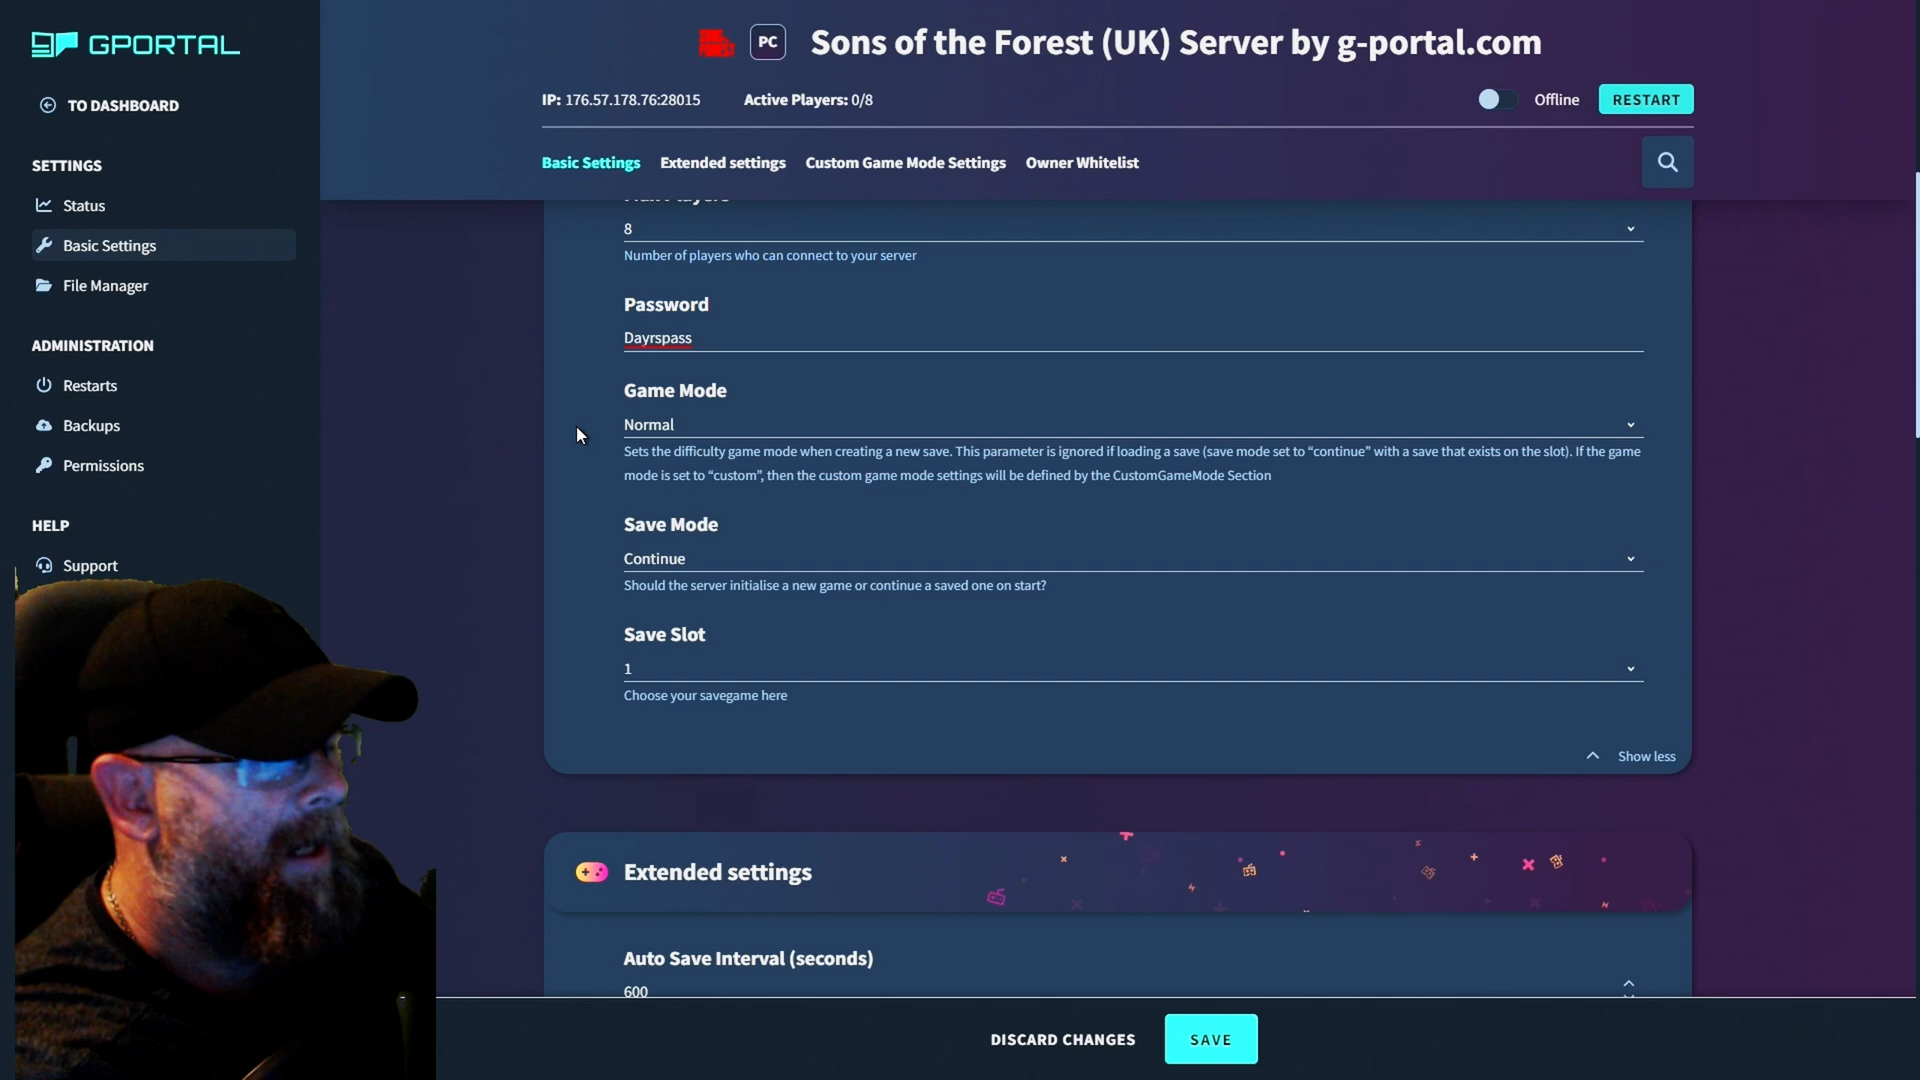 GPORTAL
TO DASHBOARD
SETTINGS
Status
Basic Settings
File Manager
ADMINISTRATION
Restarts
Backups
Permissions
HELP
Support
PC
Sons of the Forest (UK) Server by g-portal.com
IP: 176.57.178.76:28015 Active Players: 0/8
Offline
RESTART
Basic Settings Extended settings Custom Game Mode Settings Owner Whitelist
8
Number of players who can connect to your server
Password
Dayrspass
Game Mode
Normal
Sets the difficulty game mode when creating a new save. This parameter is ignored if loading a save (save mode set to “continue” with a save that exists on the slot). If the game
mode is set to “custom”, then the custom game mode settings will be defined by the CustomGameMode Section
Save Mode
Continue
Should the server initialise a new game or continue a saved one on start?
Save Slot
1
Choose your savegame here
Show less
Extended settings
Auto Save Interval (seconds)
600
DISCARD CHANGES
SAVE